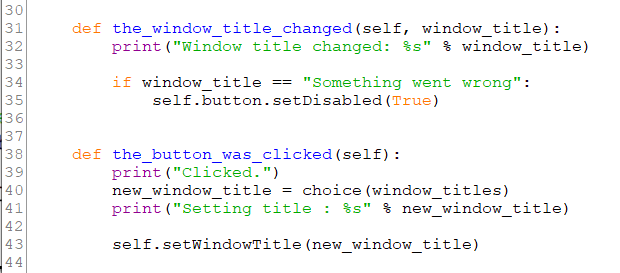 30
31     def the_window_title_changed(self, window_title):
32         print("Window title changed: %s" % window_title)
33
34         if window_title == "Something went wrong":
35             self.button.setDisabled(True)
36
37
38     def the_button_was_clicked(self):
39         print("Clicked.")
40         new_window_title = choice(window_titles)
41         print("Setting title : %s" % new_window_title)
42
43         self.setWindowTitle(new_window_title)
44